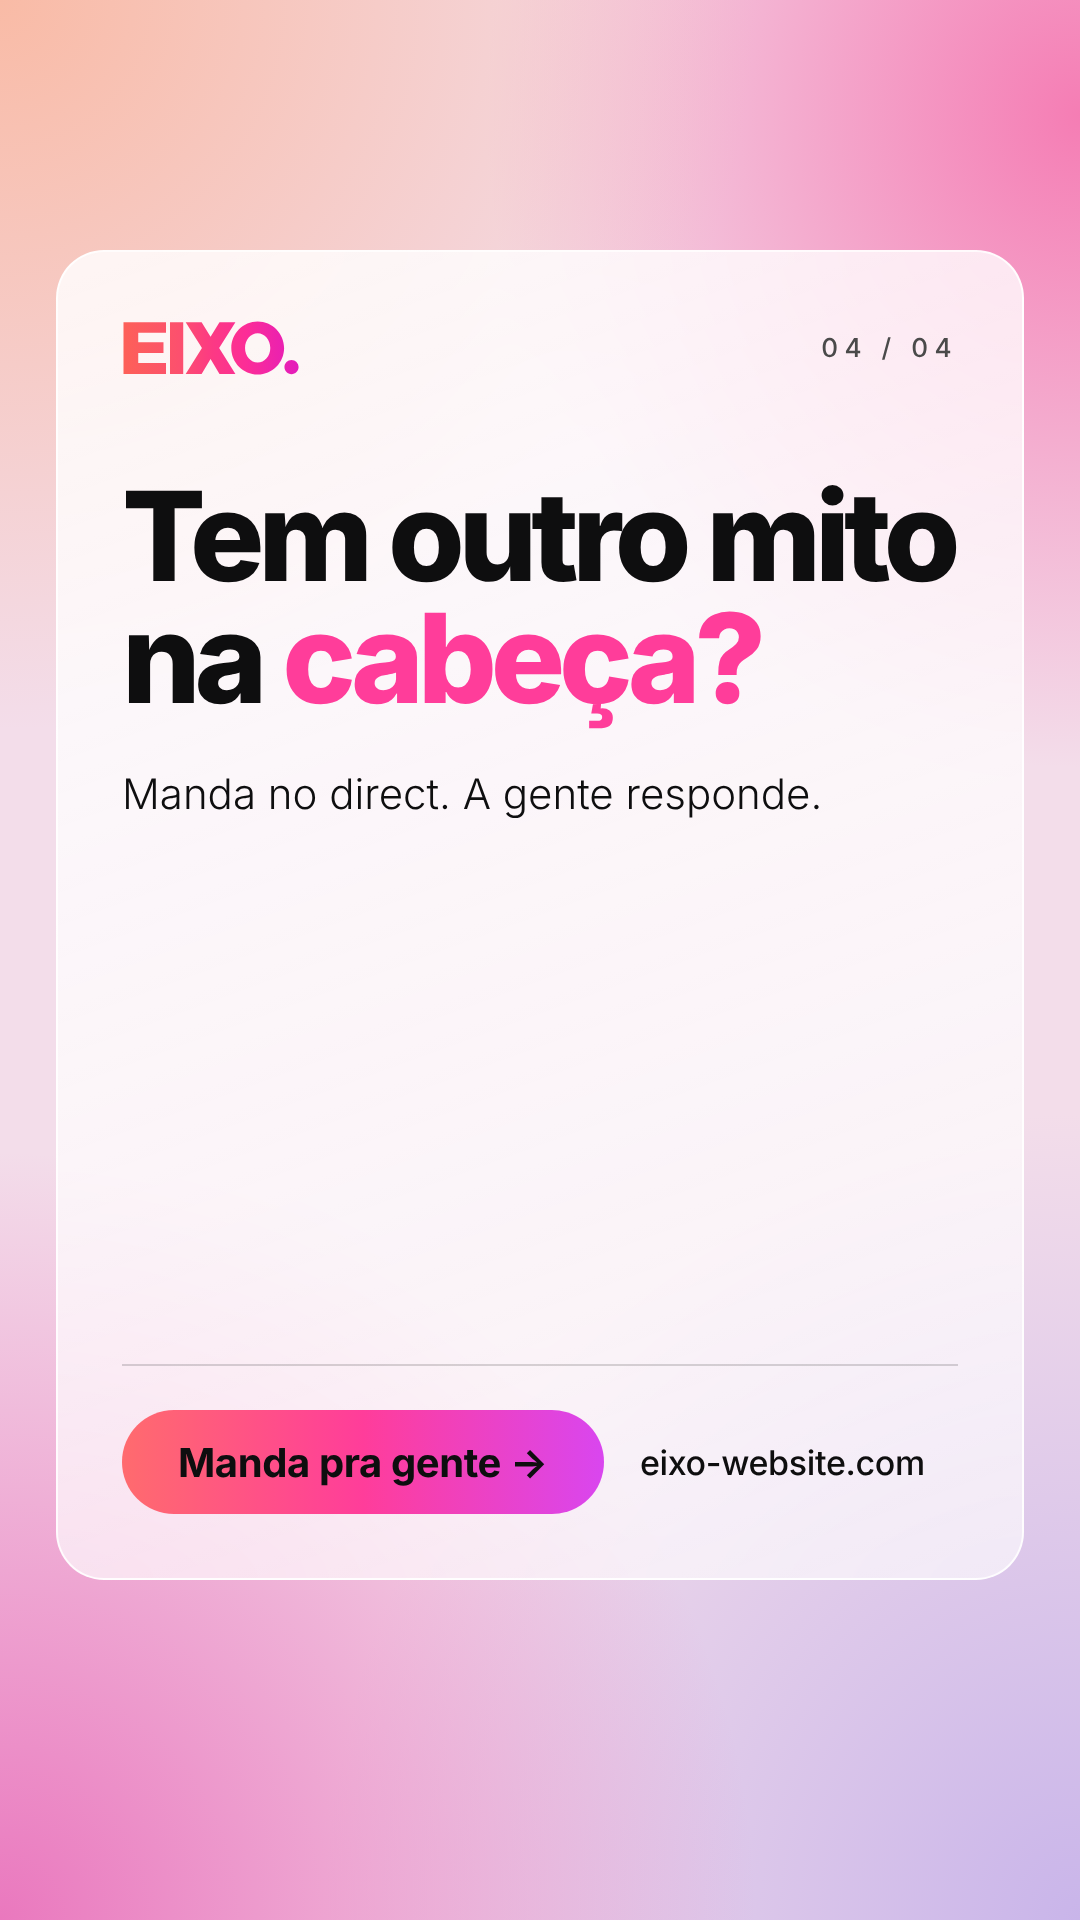 EIXO.
04 / 04
Tem outro mito
na cabeça?
Manda no direct. A gente responde.
Manda pra gente →
eixo-website.com